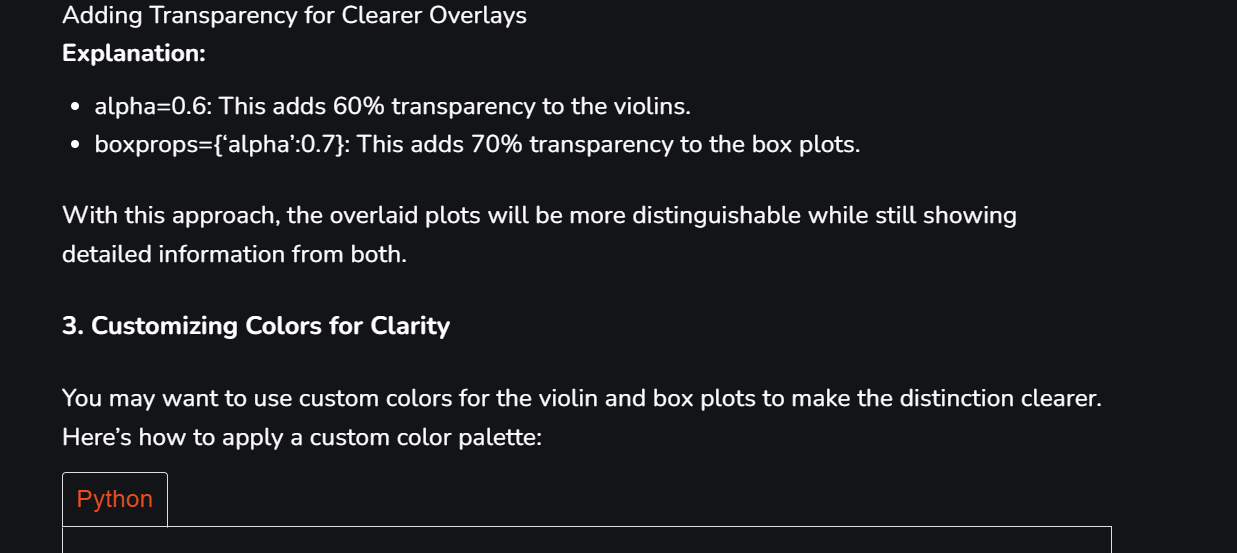 Adding Transparency for Clearer Overlays
Explanation:
• alpha=0.6: This adds 60% transparency to the violins.
• boxprops={‘alpha’:0.7}: This adds 70% transparency to the box plots.
With this approach, the overlaid plots will be more distinguishable while still showing
detailed information from both.
3. Customizing Colors for Clarity
You may want to use custom colors for the violin and box plots to make the distinction clearer.
Here’s how to apply a custom color palette:
Python